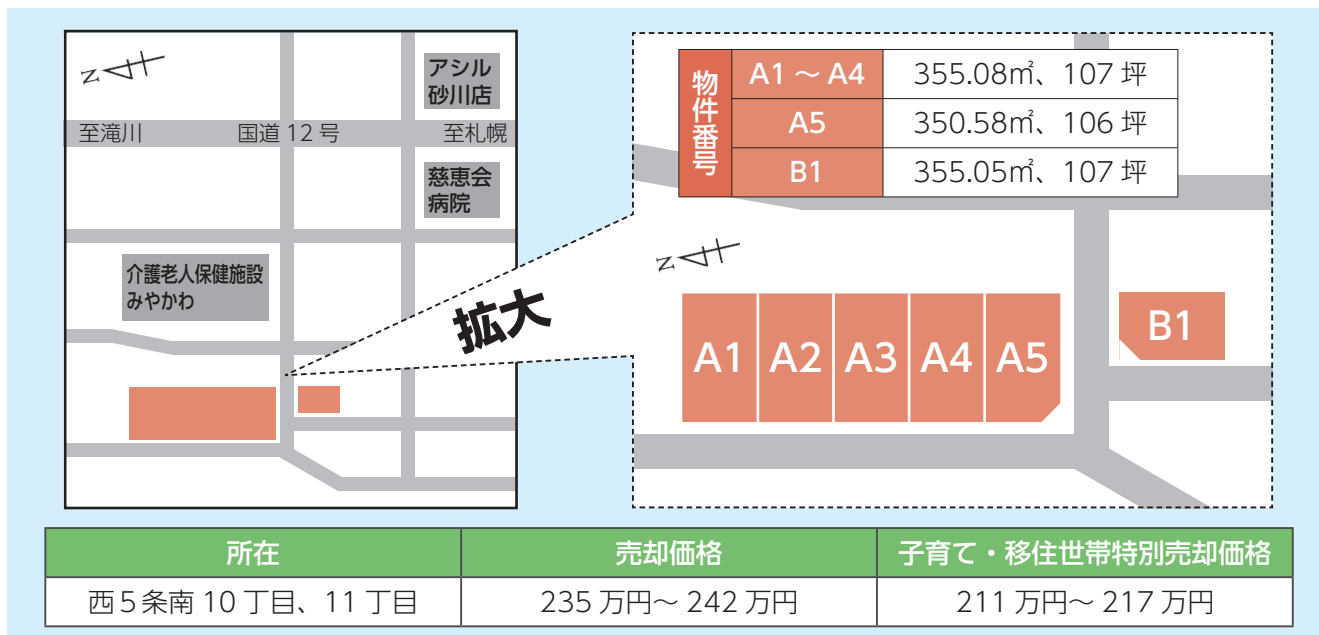 N
アシル
砂川店
至滝川 国道 12 号 至札幌
慈恵会
病院
介護老人保健施設
みやかわ
拡大
物件番号
A1 ~ A4 355.08㎡、107 坪
A5 350.58㎡、106 坪
B1 355.05㎡、107 坪
N
A1 A2 A3 A4 A5
B1
所在 売却価格 子育て・移住世帯特別売却価格
西5条南 10 丁目、11 丁目 235 万円~ 242 万円 211 万円~ 217 万円